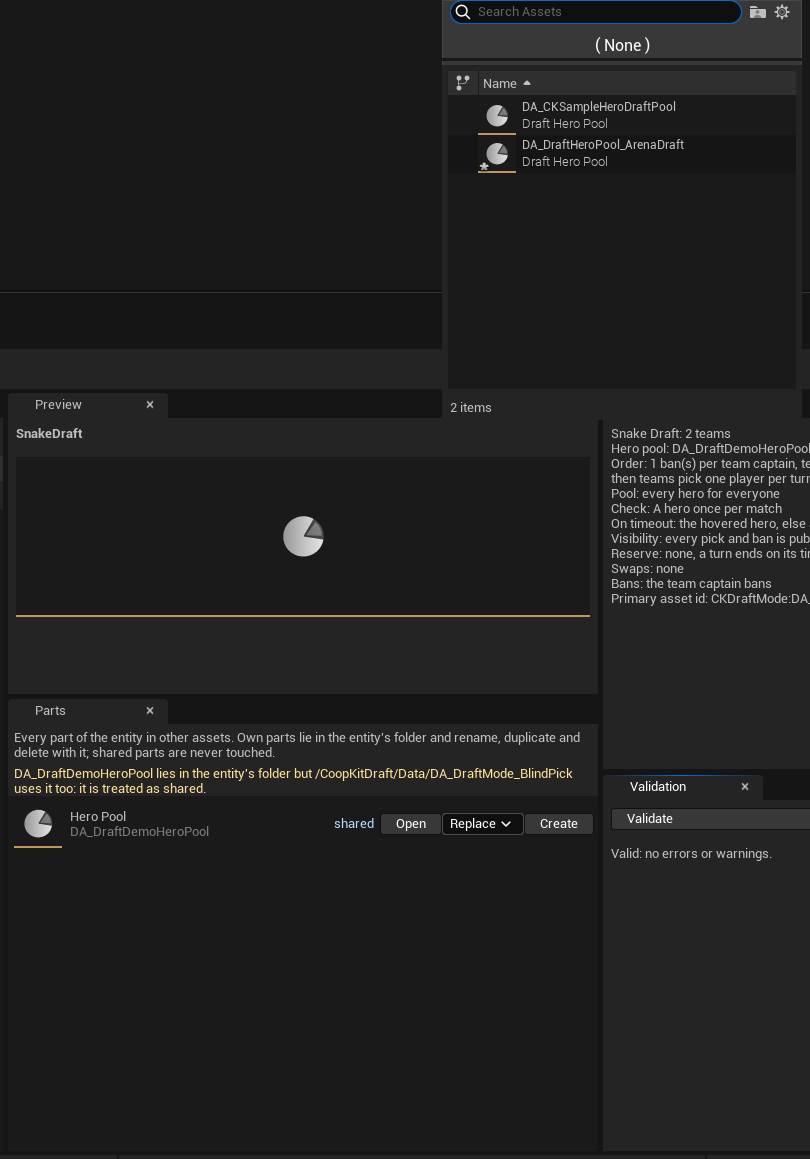 Search Assets
( None )
Name
DA_CKSampleHeroDraftPool
Draft Hero Pool
DA_DraftHeroPool_ArenaDraft
Draft Hero Pool
2 items
Preview
SnakeDraft
Snake Draft: 2 teams
Hero pool: DA_DraftDemoHeroPool
Order: 1 ban(s) per team captain, te
then teams pick one player per turn
Pool: every hero for everyone
Check: A hero once per match
On timeout: the hovered hero, else
Visibility: every pick and ban is pub
Reserve: none, a turn ends on its ti
Swaps: none
Bans: the team captain bans
Primary asset id: CKDraftMode:DA_
Parts
Every part of the entity in other assets. Own parts lie in the entity's folder and rename, duplicate and
delete with it; shared parts are never touched.
DA_DraftDemoHeroPool lies in the entity's folder but /CoopKitDraft/Data/DA_DraftMode_BlindPick
uses it too: it is treated as shared.
Hero Pool
DA_DraftDemoHeroPool
shared
Open
Replace
Create
Validation
Validate
Valid: no errors or warnings.